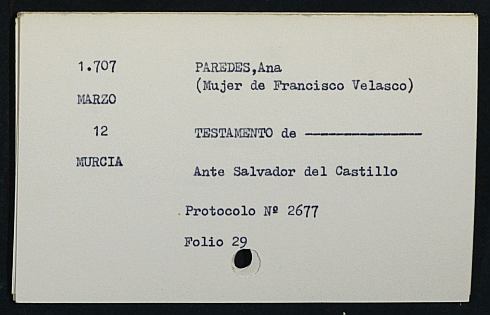 1.707
PAREDES,Ana
(Mujer de Francisco Velasco)
MARZO
12
TESTAMENTO de ---------------
MURCIA
Ante Salvador del Castillo
Protocolo Nº 2677
Folio 29